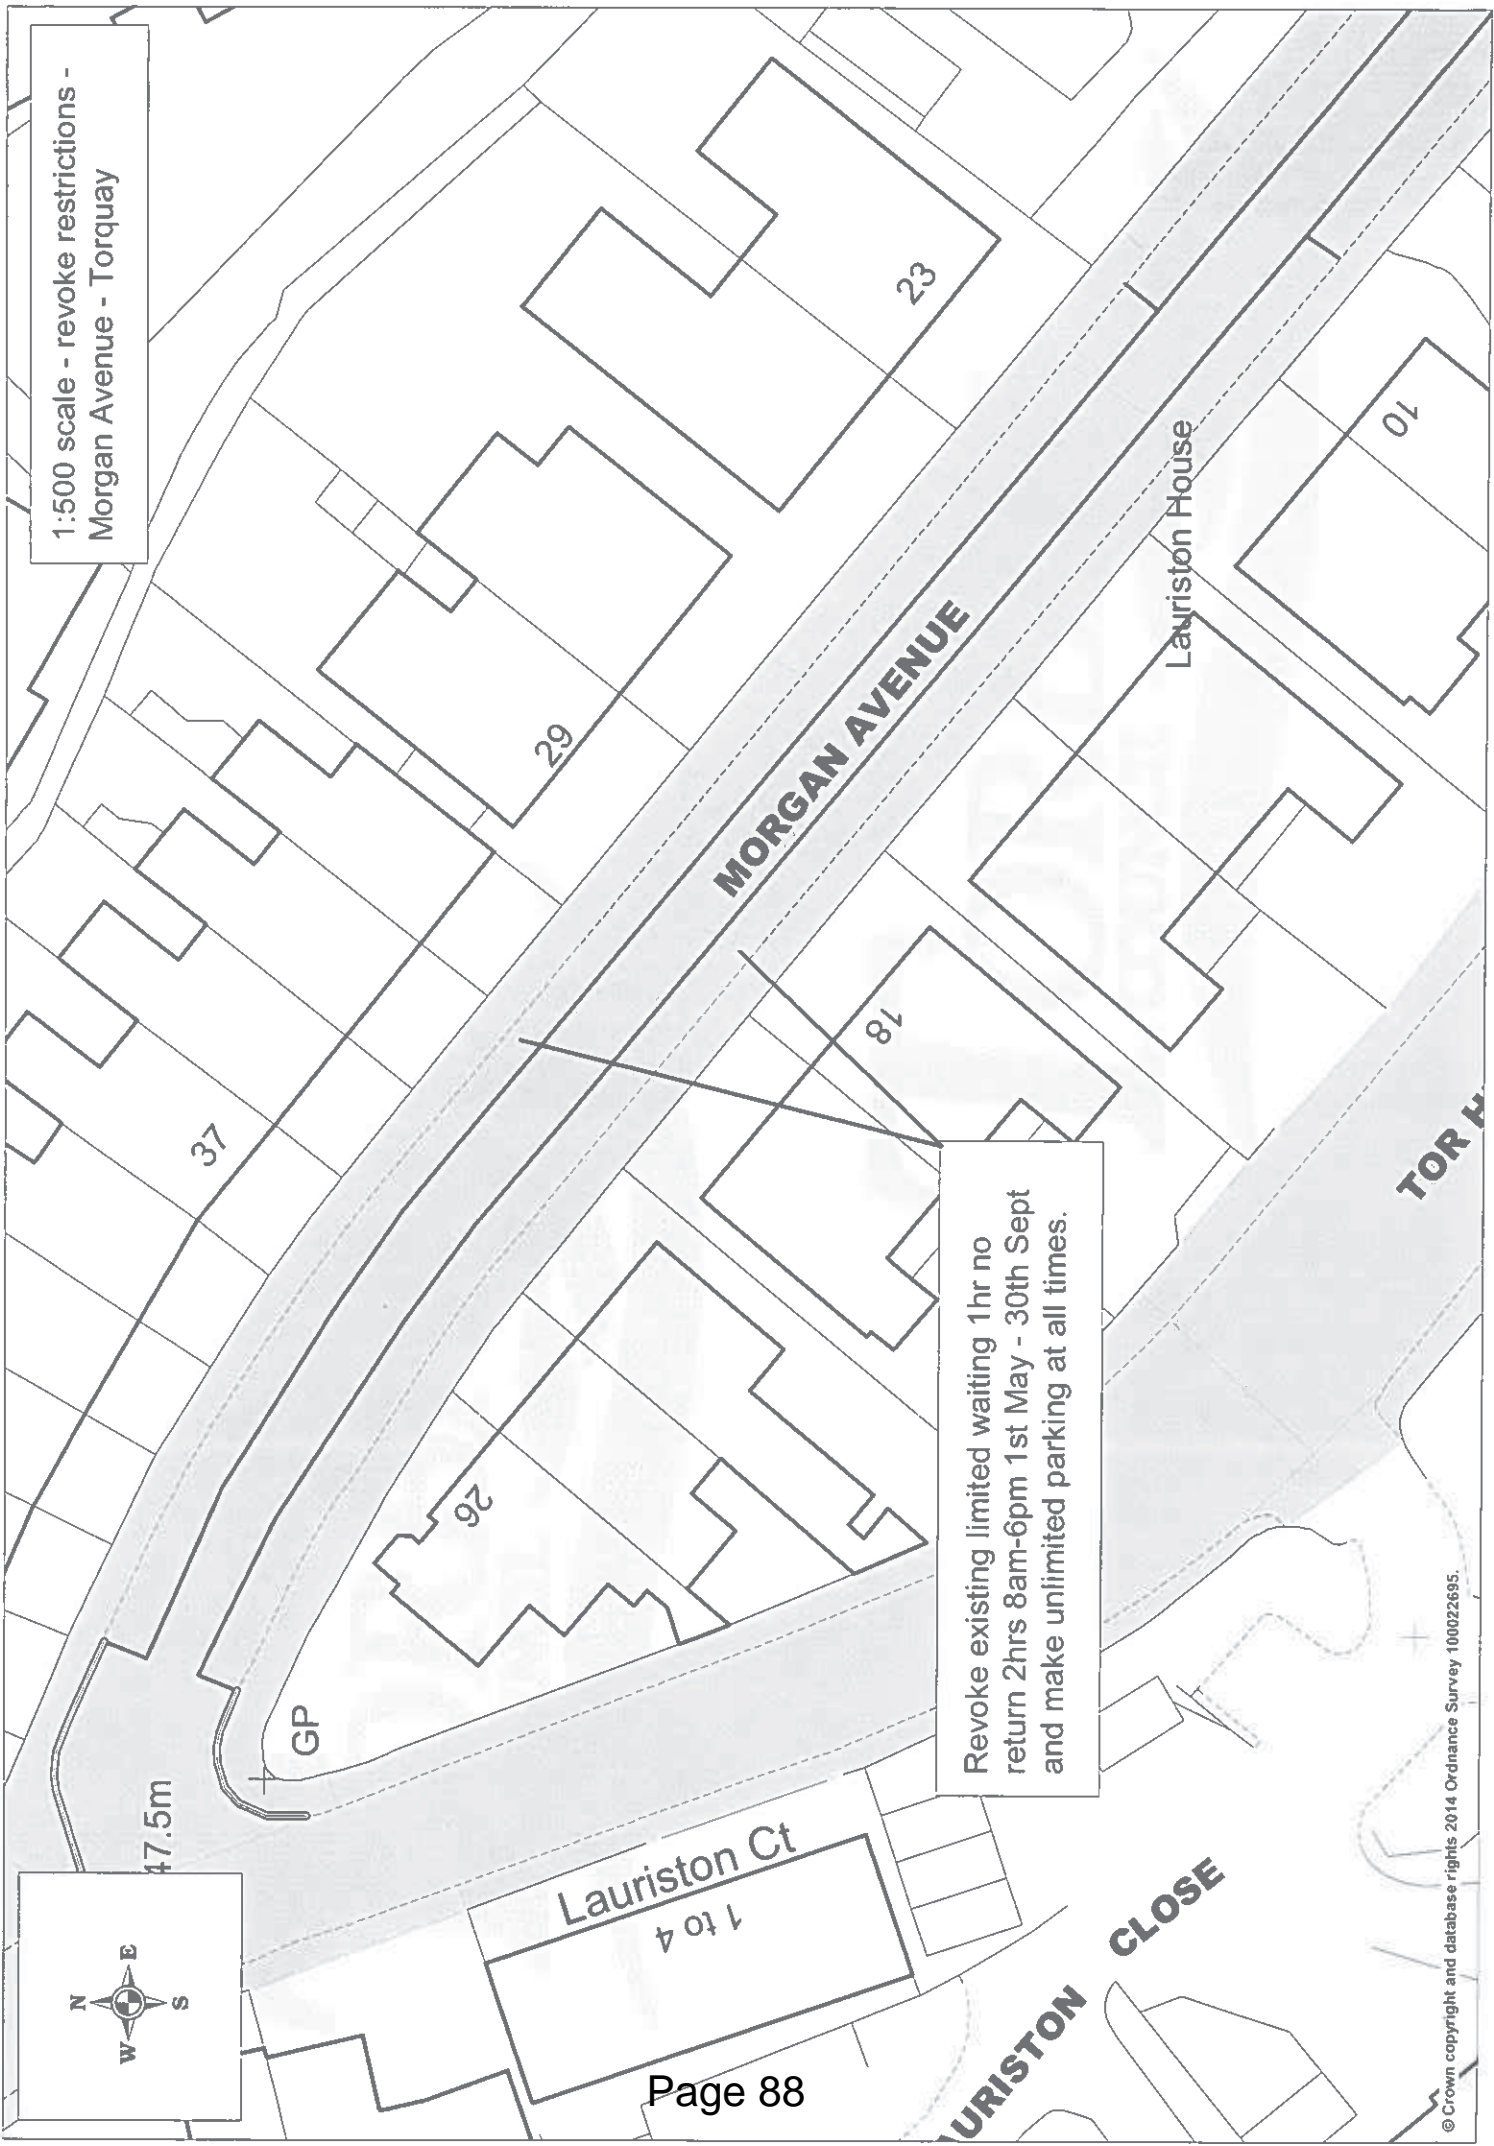 1:500 scale - revoke restrictions -
Morgan Avenue - Torquay
23
29
37
MORGAN AVENUE
Lauriston House
10
18
26
GP
47.5m
TOR H
Revoke existing limited waiting 1hr no
return 2hrs 8am-6pm 1st May - 30th Sept
and make unlimited parking at all times.
Lauriston Ct
1 to 4
AURISTON CLOSE
N
W E
S
© Crown copyright and database rights 2014 Ordnance Survey 100022695.
Page 88